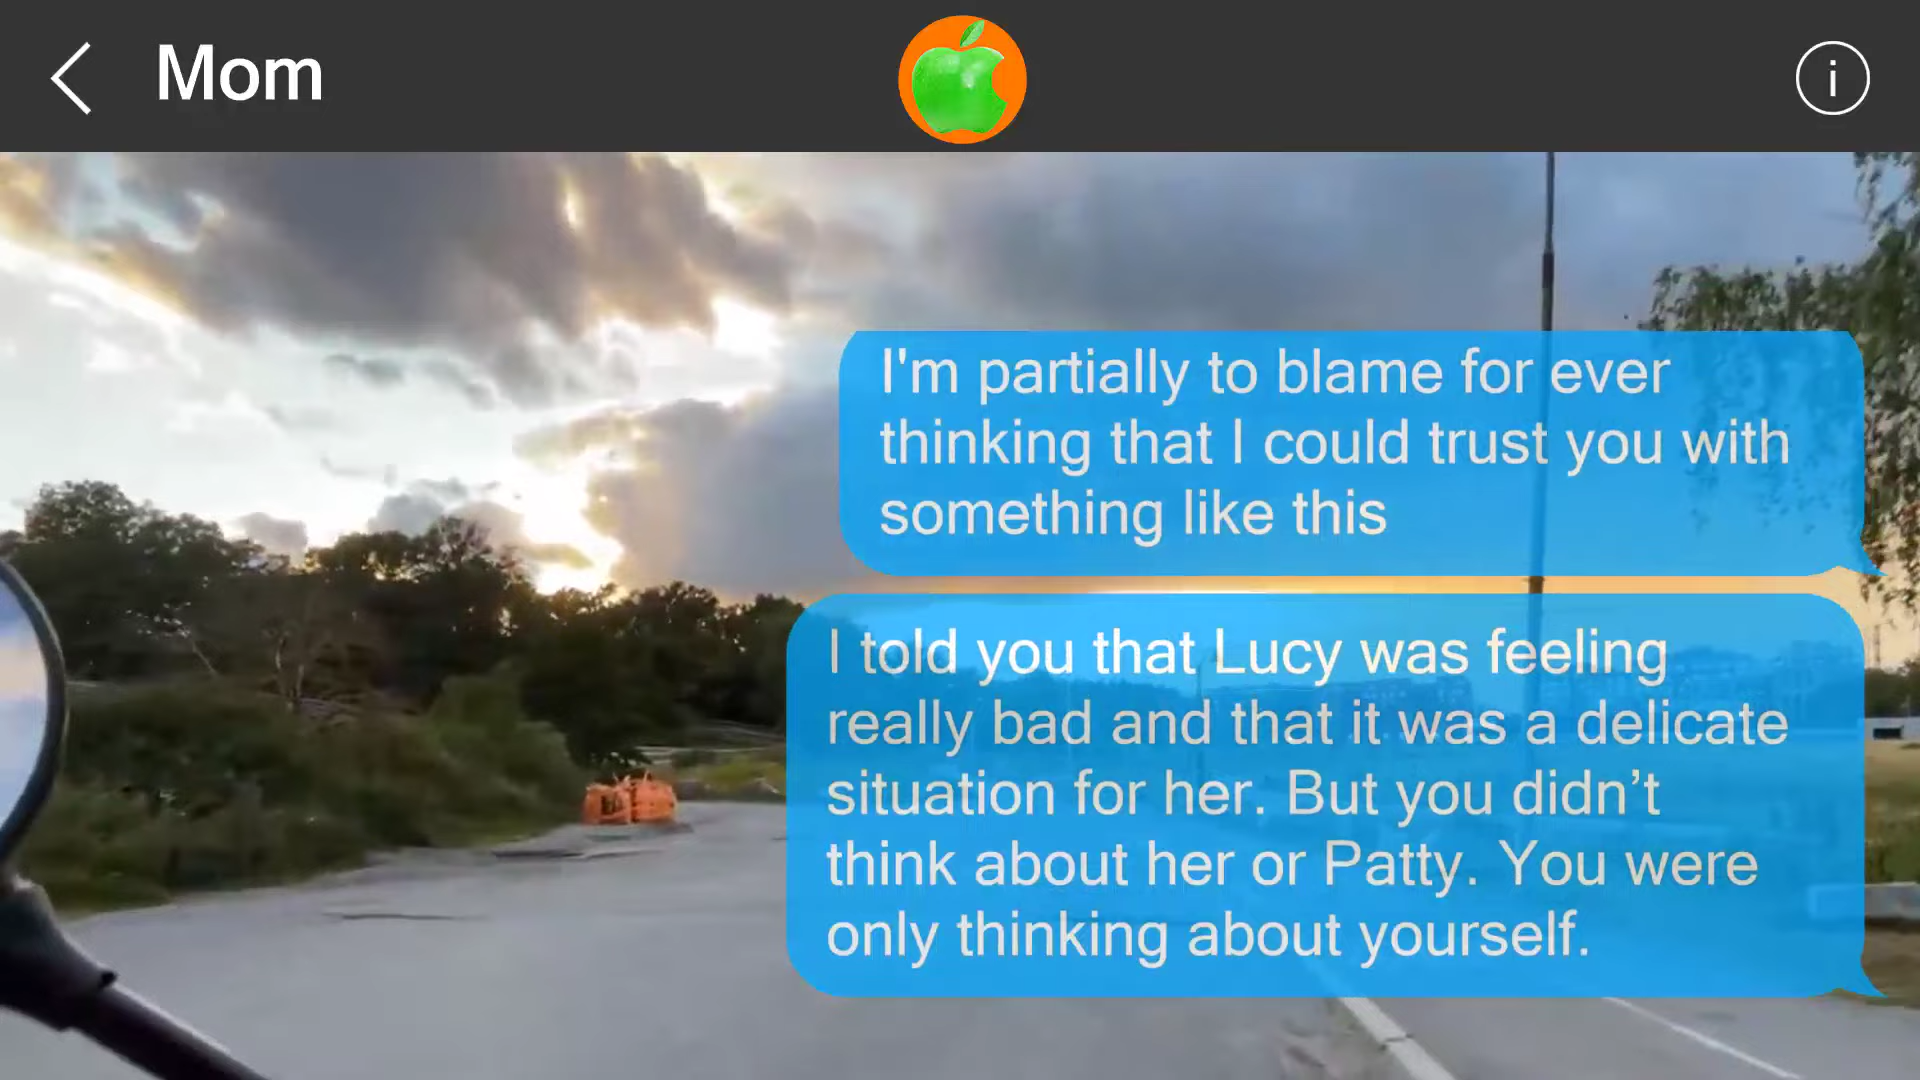 Mom
i
I'm partially to blame for ever
thinking that I could trust you with
something like this
I told you that Lucy was feeling
really bad and that it was a delicate
situation for her. But you didn’t
think about her or Patty. You were
only thinking about yourself.